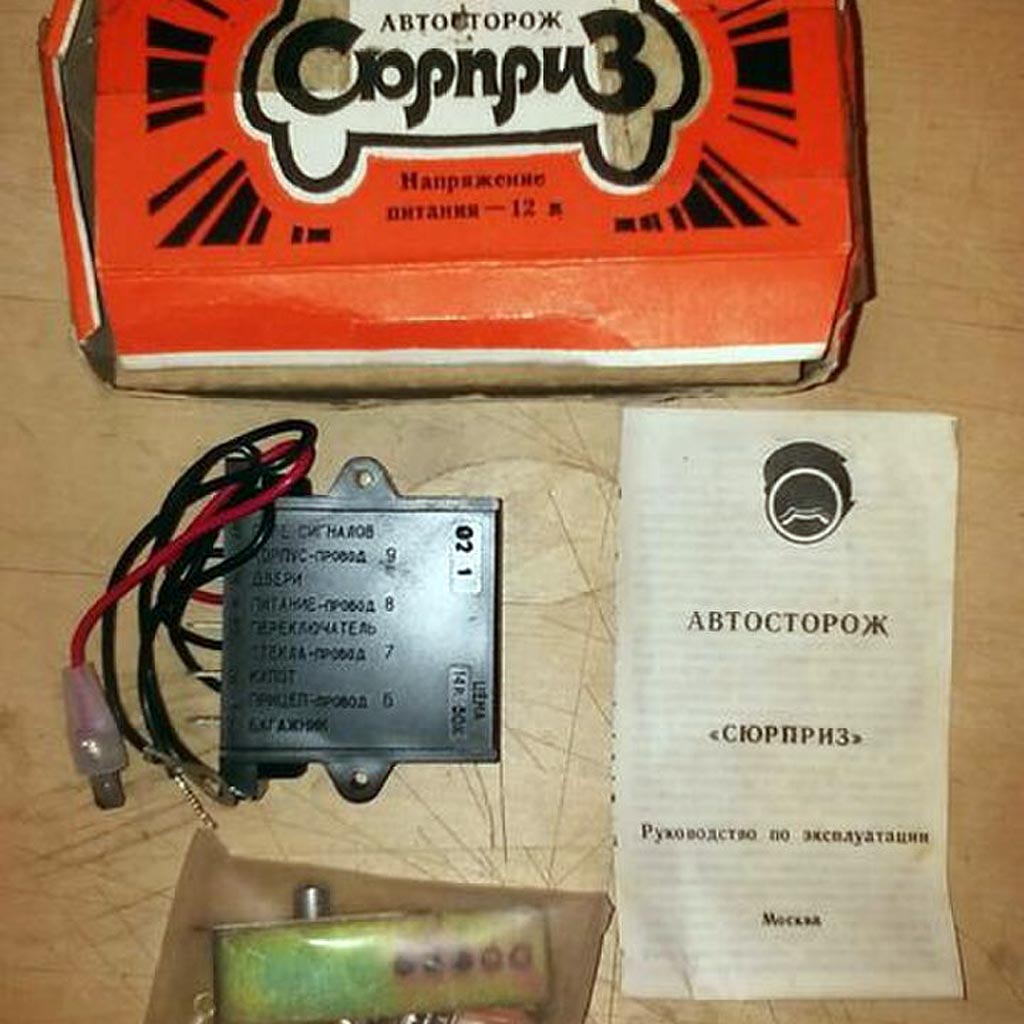 АВТОСТОРОЖ
СюрприЗ
Напряжение
питания — 12 в
СИГНАЛОВ
КОРПУС-ПРОВОД 9
ДВЕРИ
ПИТАНИЕ-ПРОВОД 8
ПЕРЕКЛЮЧАТЕЛЬ
СТЕКЛА-ПРОВОД 7
КАПОТ
ПРИЦЕП-ПРОВОД 6
БАГАЖНИК
02 1
ЦЕНА
14 р. 50к
АВТОСТОРОЖ
«СЮРПРИЗ»
Руководство по эксплуатации
Москва